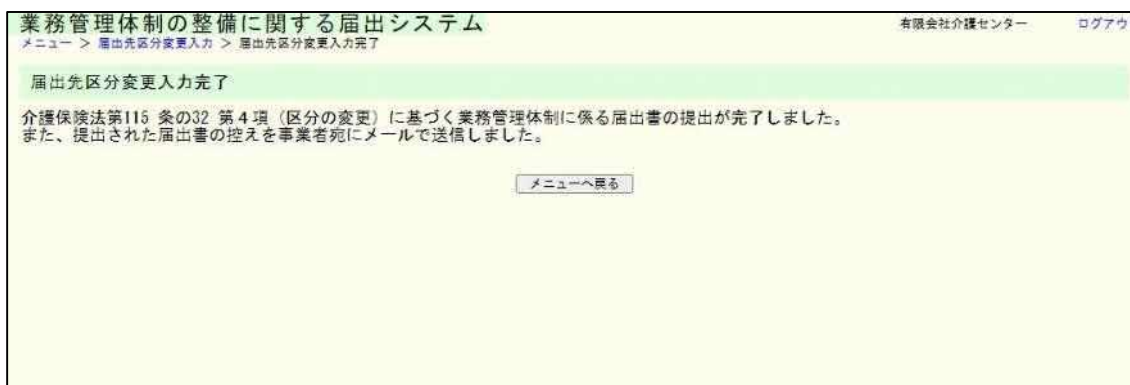 業務管理体制の整備に関する届出システム
有限会社介護センター ログアウ
メニュー > 届出先区分変更入力 > 届出先区分変更入力完了
届出先区分変更入力完了
介護保険法第115 条の32 第４項（区分の変更）に基づく業務管理体制に係る届出書の提出が完了しました。
また、提出された届出書の控えを事業者宛にメールで送信しました。
メニューへ戻る